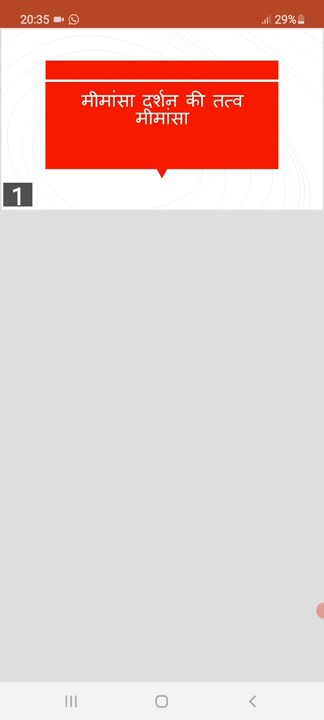 20:35
29%
मीमांसा दर्शन की तत्व
मीमांसा
1